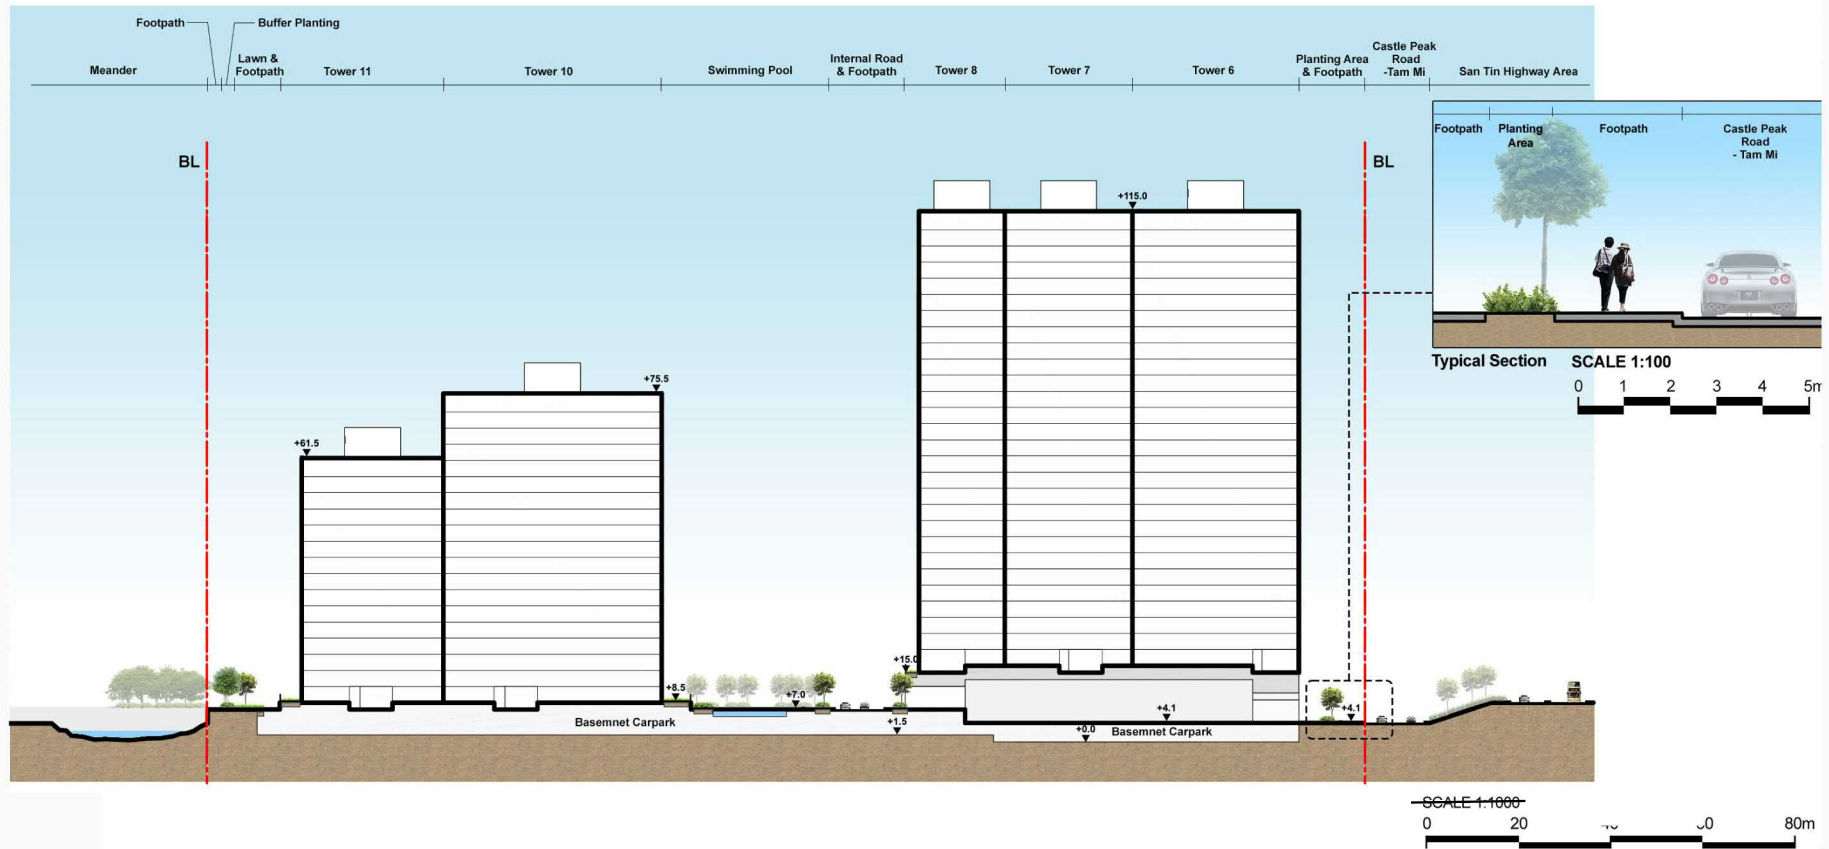 Footpath
Buffer Planting
Meander
Lawn &
Footpath
Tower 11
Tower 10
Swimming Pool
Internal Road
& Footpath
Tower 8
Tower 7
Tower 6
Planting Area
& Footpath
Castle Peak
Road
-Tam Mi
San Tin Highway Area
Footpath
Planting
Area
Footpath
Castle Peak
Road
- Tam Mi
BL
BL
+115.0
Typical Section SCALE 1:100
0 1 2 3 4
+75.5
+61.5
+15.0
+8.5
+7.0
+4.1
+4.1
Basemnet Carpark
+1.5
+0.0
Basemnet Carpark
SCALE 1:1000
0 20 80m